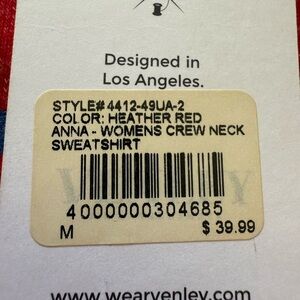 Designed in
Los Angeles.
STYLE# 4412-49UA-2
COLOR: HEATHER RED
ANNA - WOMENS CREW NECK
SWEATSHIRT
4000000304685
M $ 39.99
www.wearvenley.com